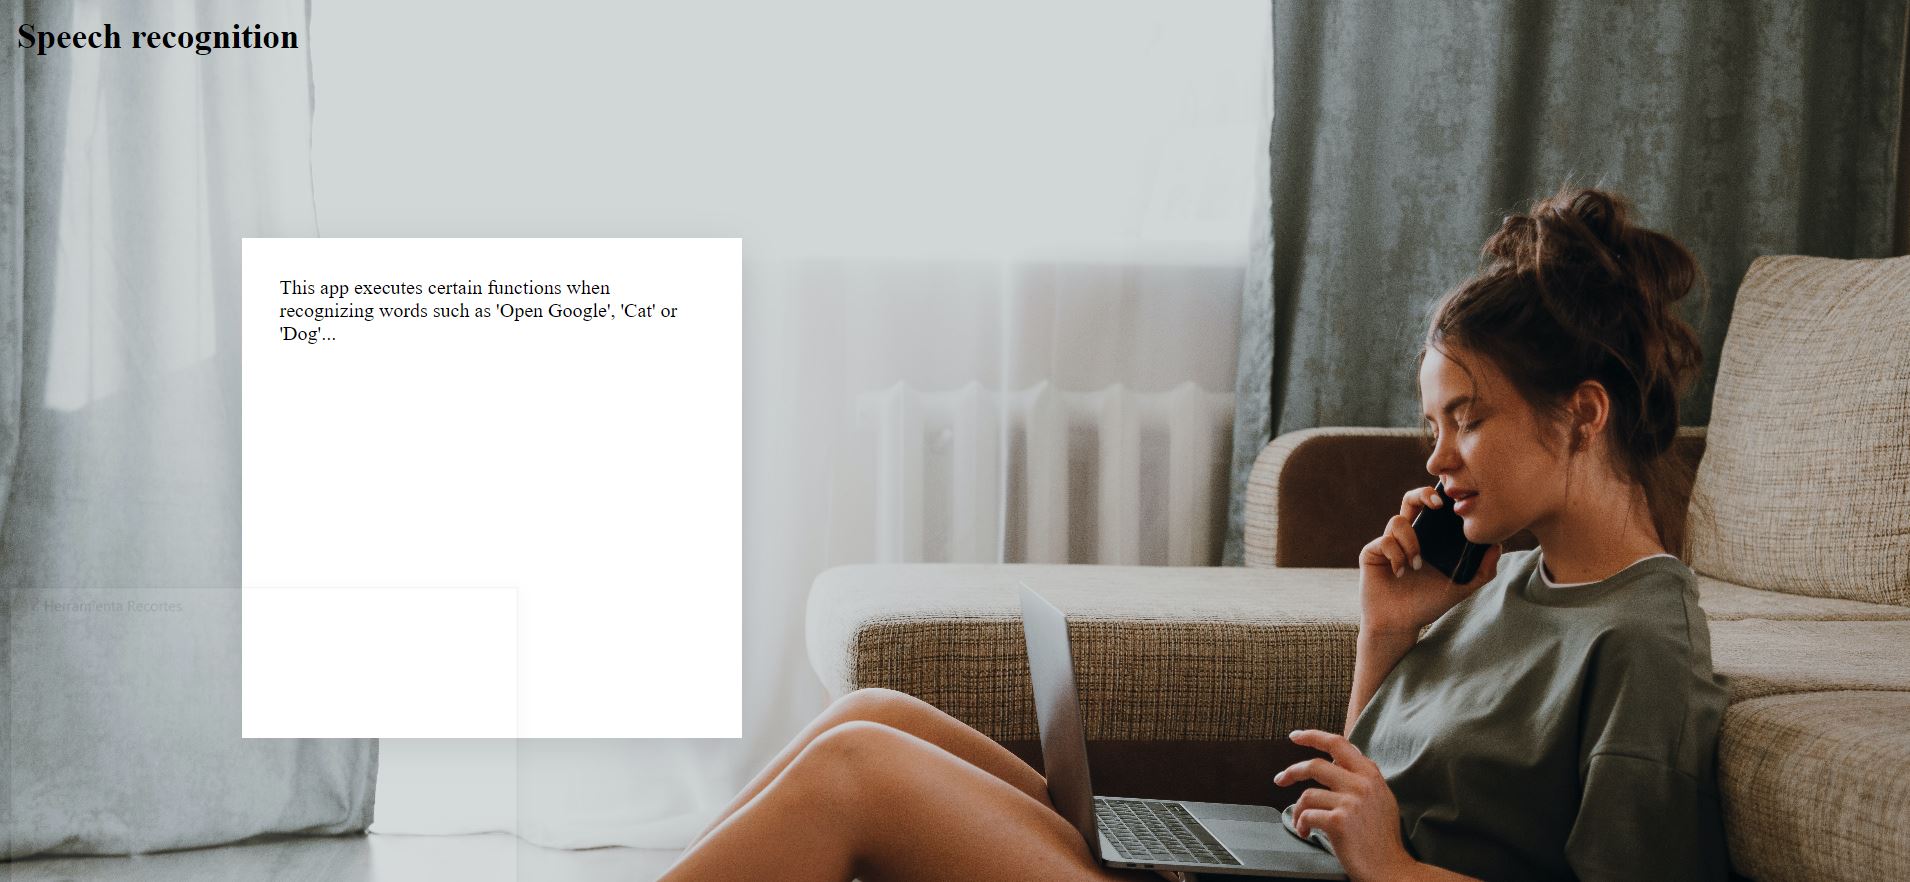 Speech recognition
This app executes certain functions when
recognizing words such as 'Open Google', 'Cat' or
'Dog'...
Herramienta Recortes